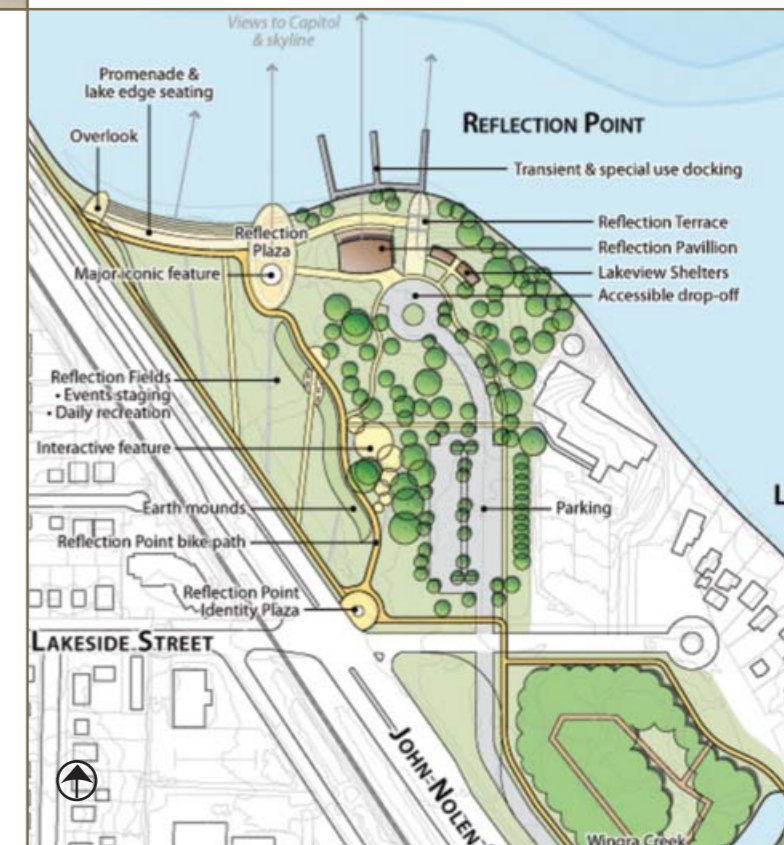 Views to Capitol
& skyline
Promenade &
lake edge seating
Overlook
REFLECTION POINT
Transient & special use docking
Reflection
Plaza
Reflection Terrace
Reflection Pavillion
Major iconic feature
Lakeview Shelters
Accessible drop-off
Reflection Fields
• Events staging
• Daily recreation
Interactive feature
Earth mounds
Parking
Reflection Point bike path
Reflection Point
Identity Plaza
LAKESIDE STREET
JOHN NOLEN
Wingra Creek
L